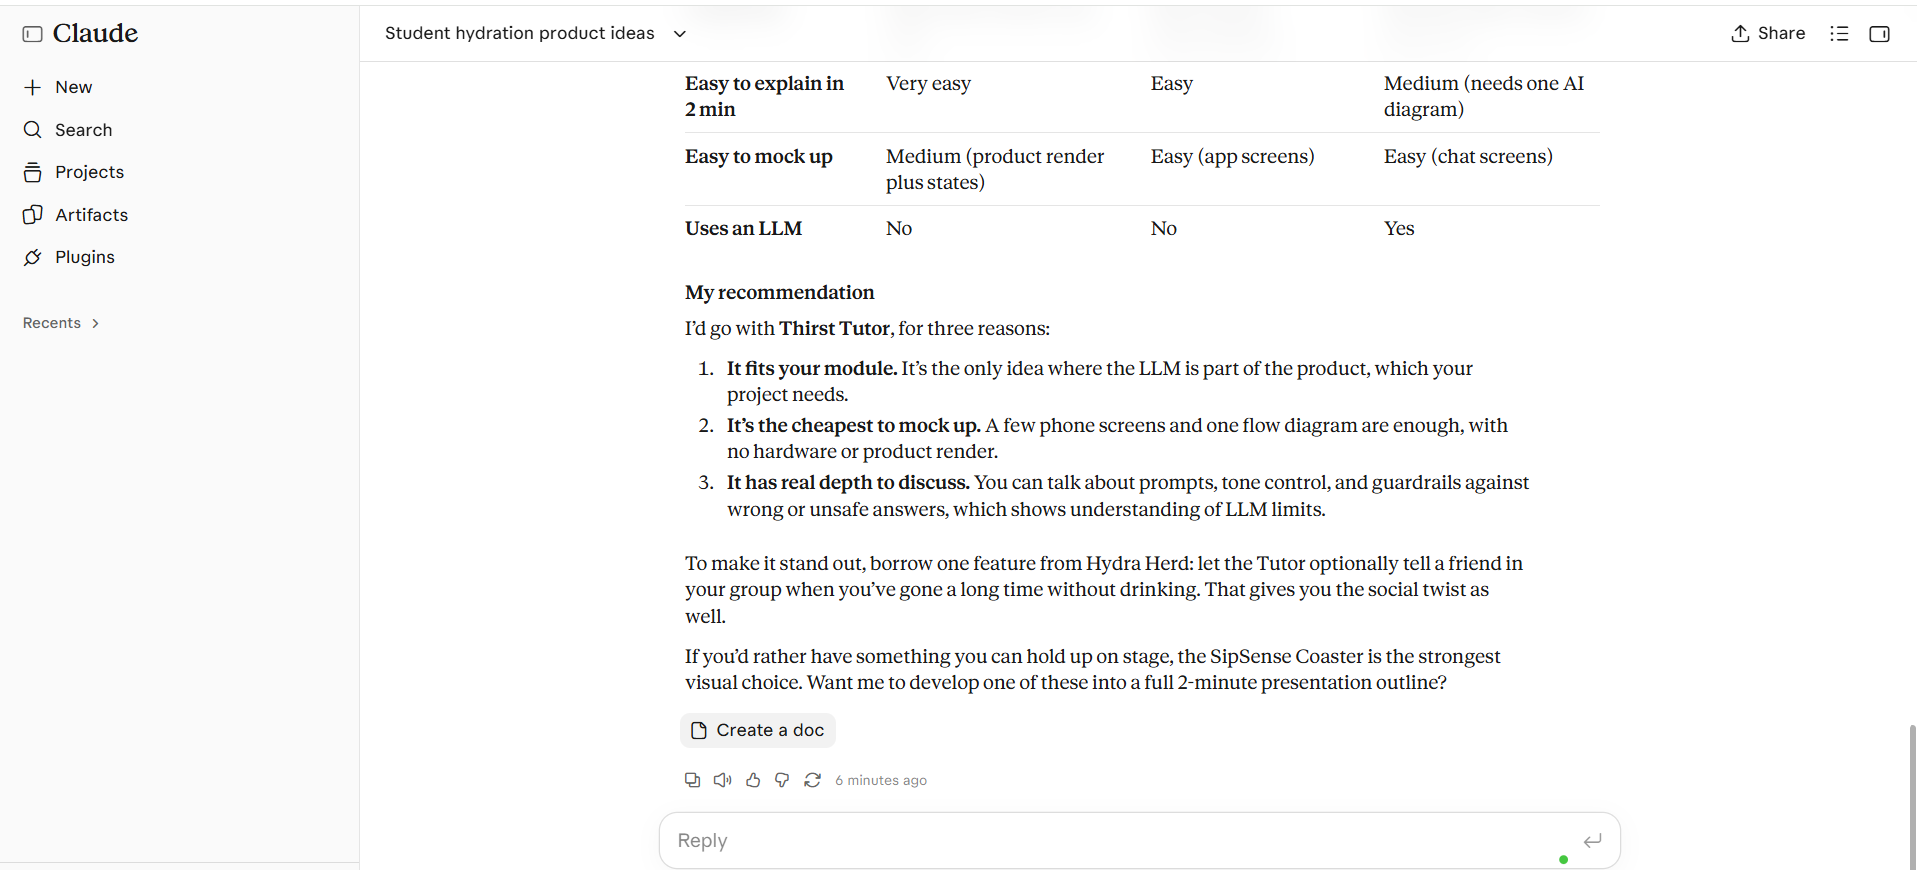 Claude
Student hydration product ideas
Share
New
Search
Projects
Artifacts
Plugins
Recents
Easy to explain in Very easy Easy Medium (needs one AI
2 min diagram)
Easy to mock up Medium (product render Easy (app screens) Easy (chat screens)
plus states)
Uses an LLM No No Yes
My recommendation
I’d go with Thirst Tutor, for three reasons:
1. It fits your module. It’s the only idea where the LLM is part of the product, which your
project needs.
2. It’s the cheapest to mock up. A few phone screens and one flow diagram are enough, with
no hardware or product render.
3. It has real depth to discuss. You can talk about prompts, tone control, and guardrails against
wrong or unsafe answers, which shows understanding of LLM limits.
To make it stand out, borrow one feature from Hydra Herd: let the Tutor optionally tell a friend in
your group when you’ve gone a long time without drinking. That gives you the social twist as
well.
If you’d rather have something you can hold up on stage, the SipSense Coaster is the strongest
visual choice. Want me to develop one of these into a full 2-minute presentation outline?
Create a doc
6 minutes ago
Reply